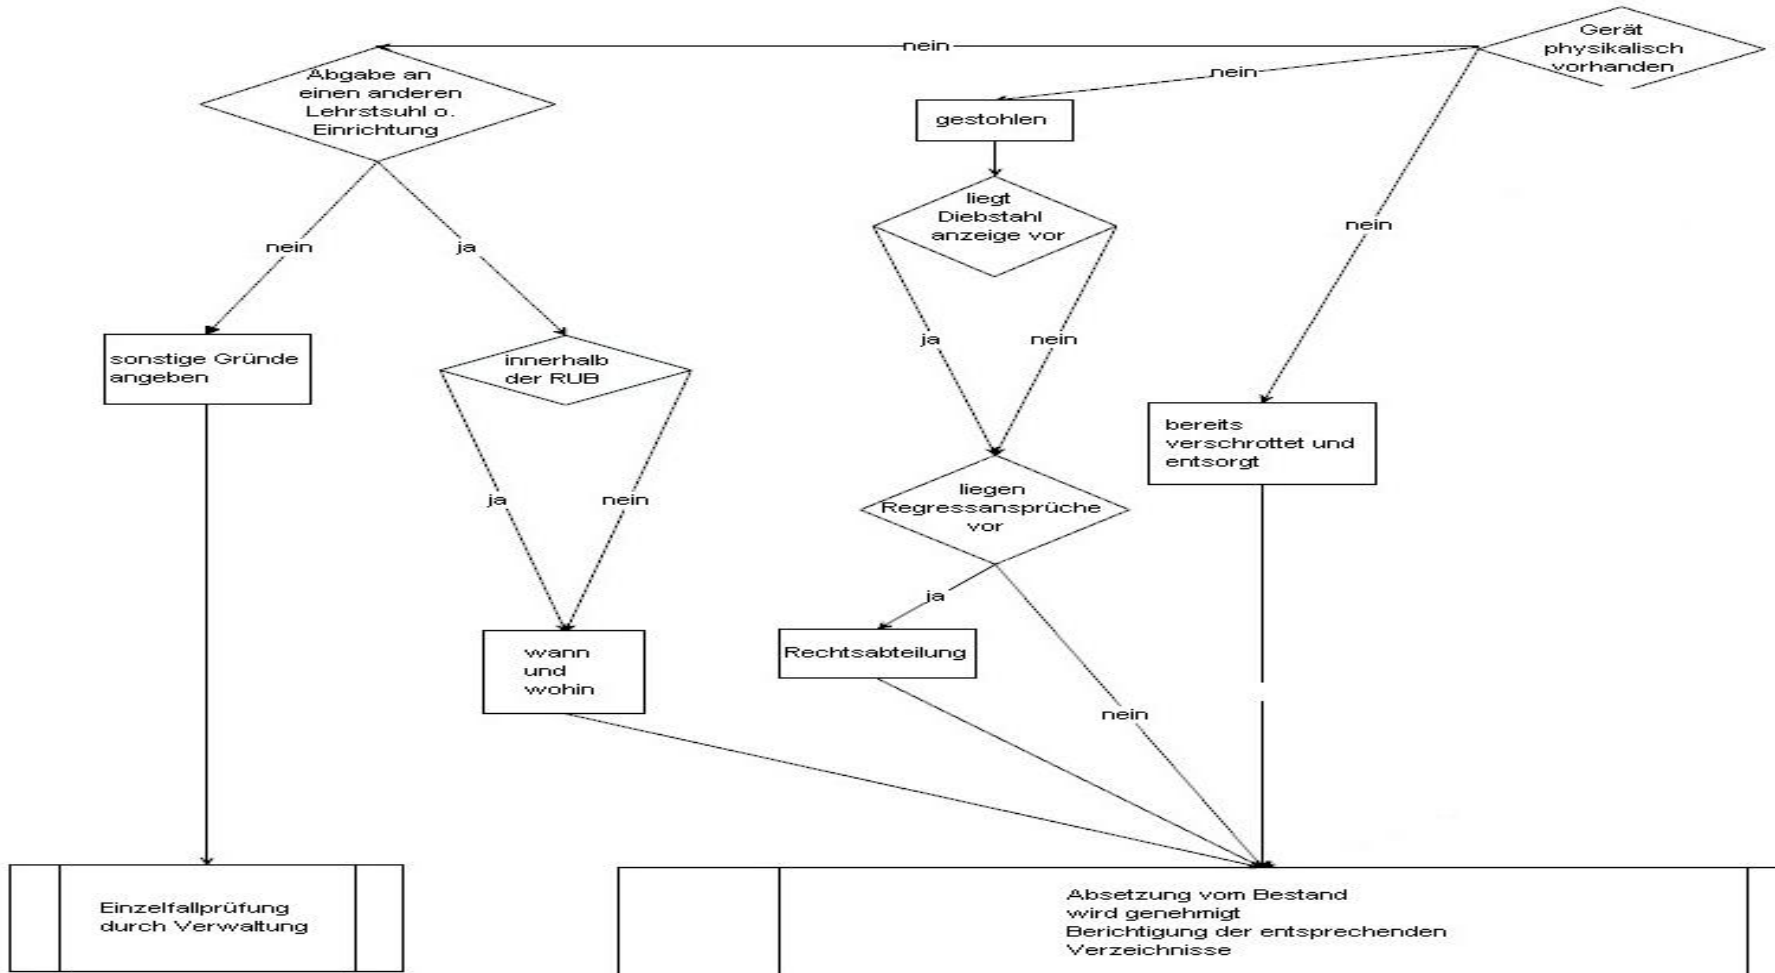 Gerät
physikalisch
vorhanden
nein
nein
nein
Abgabe an
einen anderen
Lehrstsuhl o.
Einrichtung
nein
ja
sonstige Gründe
angeben
innerhalb
der RUB
ja
nein
wann
und
wohin
gestohlen
liegt
Diebstahl
anzeige vor
ja
nein
liegen
Regressansprüche
vor
ja
nein
Rechtsabteilung
bereits
verschrottet und
entsorgt
Einzelfallprüfung
durch Verwaltung
Absetzung vom Bestand
wird genehmigt
Berichtigung der entsprechenden
Verzeichnisse